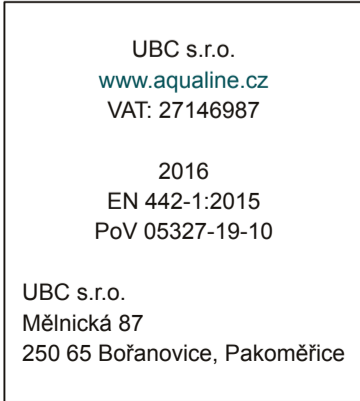 UBC s.r.o.
www.aqualine.cz
VAT: 27146987
2016
EN 442-1:2015
PoV 05327-19-10
UBC s.r.o.
Mělnická 87
250 65 Bořanovice, Pakoměřice